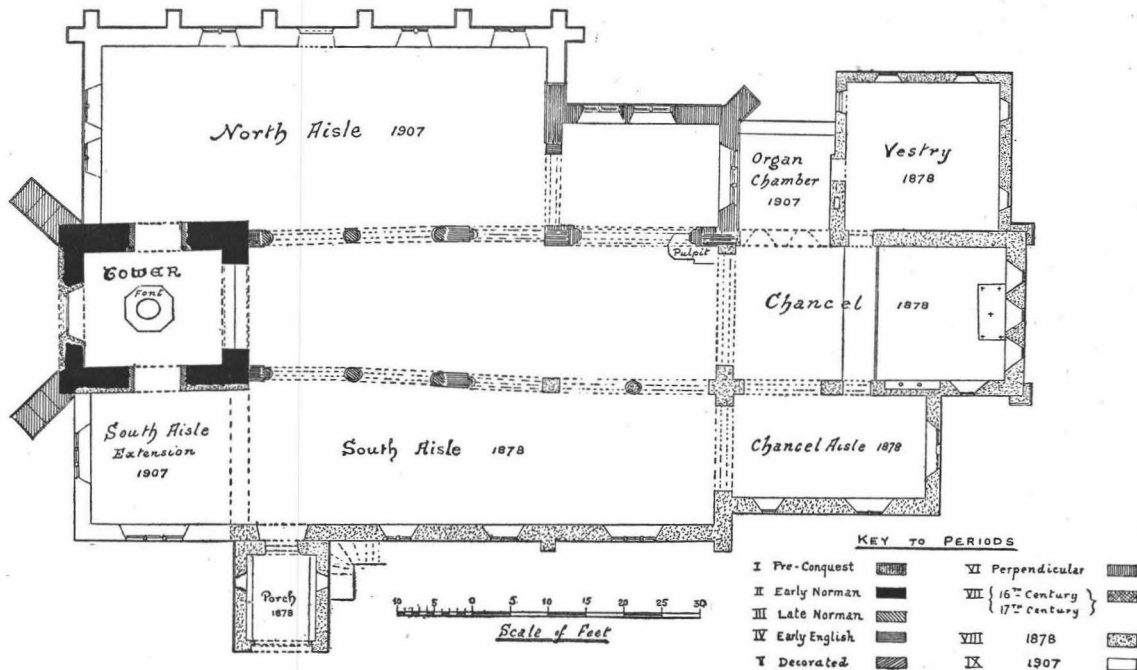 North Aisle 1907
Organ
Chamber
1907
Vestry
1878
TOWER
Font
Pulpit
Chancel 1878
South Aisle
Extension
1907
South Aisle 1878
Chancel Aisle 1878
Porch
1878
10 5 0 5 10 15 20 25 30
Scale of Feet
KEY TO PERIODS
I Pre-Conquest
II Early Norman
III Late Norman
IV Early English
V Decorated
VI Perpendicular
VII { 16TH Century }
17TH Century
VIII 1878
IX 1907